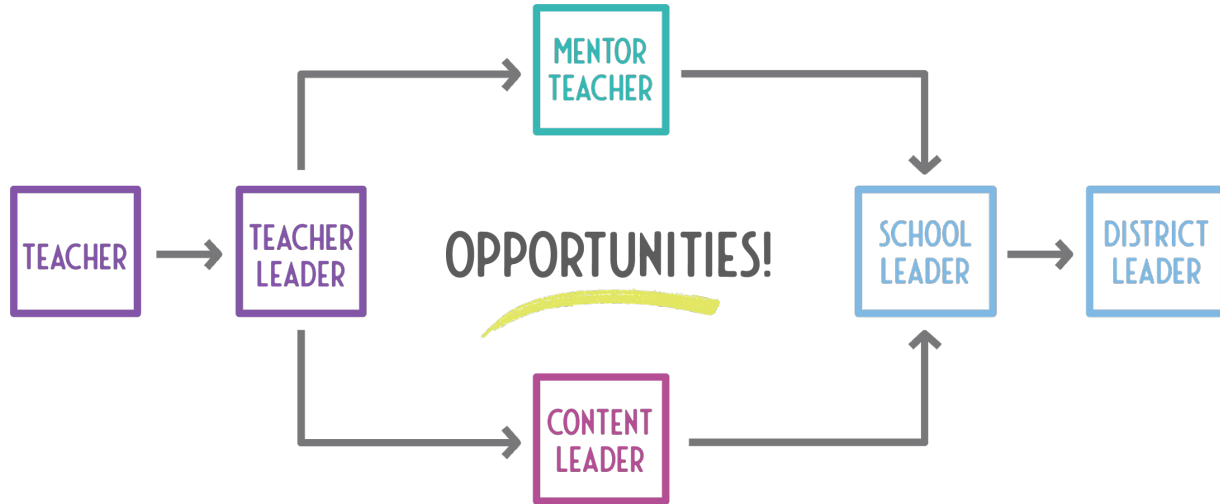 MENTOR
TEACHER
TEACHER
TEACHER
LEADER
OPPORTUNITIES!
SCHOOL
LEADER
DISTRICT
LEADER
CONTENT
LEADER